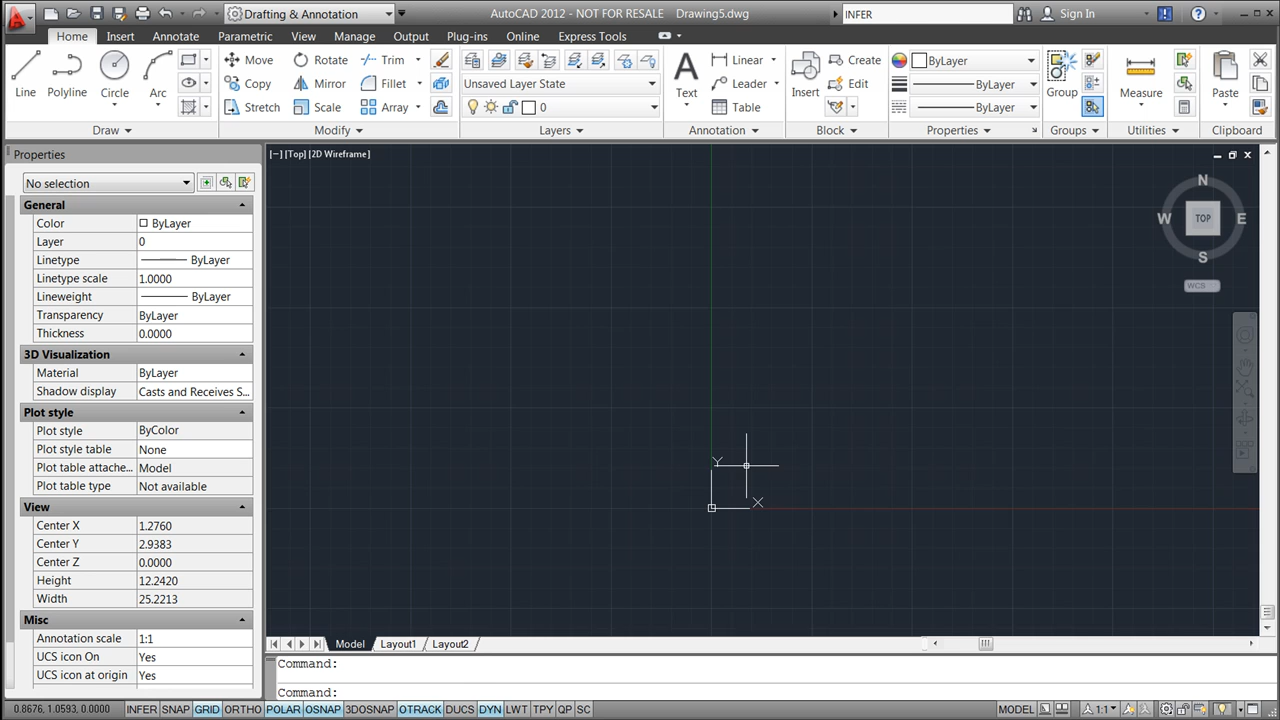 Drafting & Annotation
AutoCAD 2012 - NOT FOR RESALE Drawing5.dwg
INFER
Sign In
Home Insert Annotate Parametric View Manage Output Plug-ins Online Express Tools
Line
Polyline
Circle
Arc
Draw
Move Rotate Trim
Copy Mirror Fillet
Stretch Scale Array
Modify
Unsaved Layer State
0
Layers
Text
Linear
Leader
Table
Annotation
Insert
Create
Edit
Block
ByLayer
ByLayer
ByLayer
Properties
Group
Groups
Measure
Utilities
Paste
Clipboard
Properties
No selection
General
Color ByLayer
Layer 0
Linetype ByLayer
Linetype scale 1.0000
Lineweight ByLayer
Transparency ByLayer
Thickness 0.0000
3D Visualization
Material ByLayer
Shadow display Casts and Receives S...
Plot style
Plot style ByColor
Plot style table None
Plot table attache... Model
Plot table type Not available
View
Center X 1.2760
Center Y 2.9383
Center Z 0.0000
Height 12.2420
Width 25.2213
Misc
Annotation scale 1:1
UCS icon On Yes
UCS icon at origin Yes
[−] [Top] [2D Wireframe]
N
W TOP E
S
WCS
Y
X
Model Layout1 Layout2
Command:
Command:
0.8676, 1.0593, 0.0000 INFER SNAP GRID ORTHO POLAR OSNAP 3DOSNAP OTRACK DUCS DYN LWT TPY QP SC MODEL 1:1